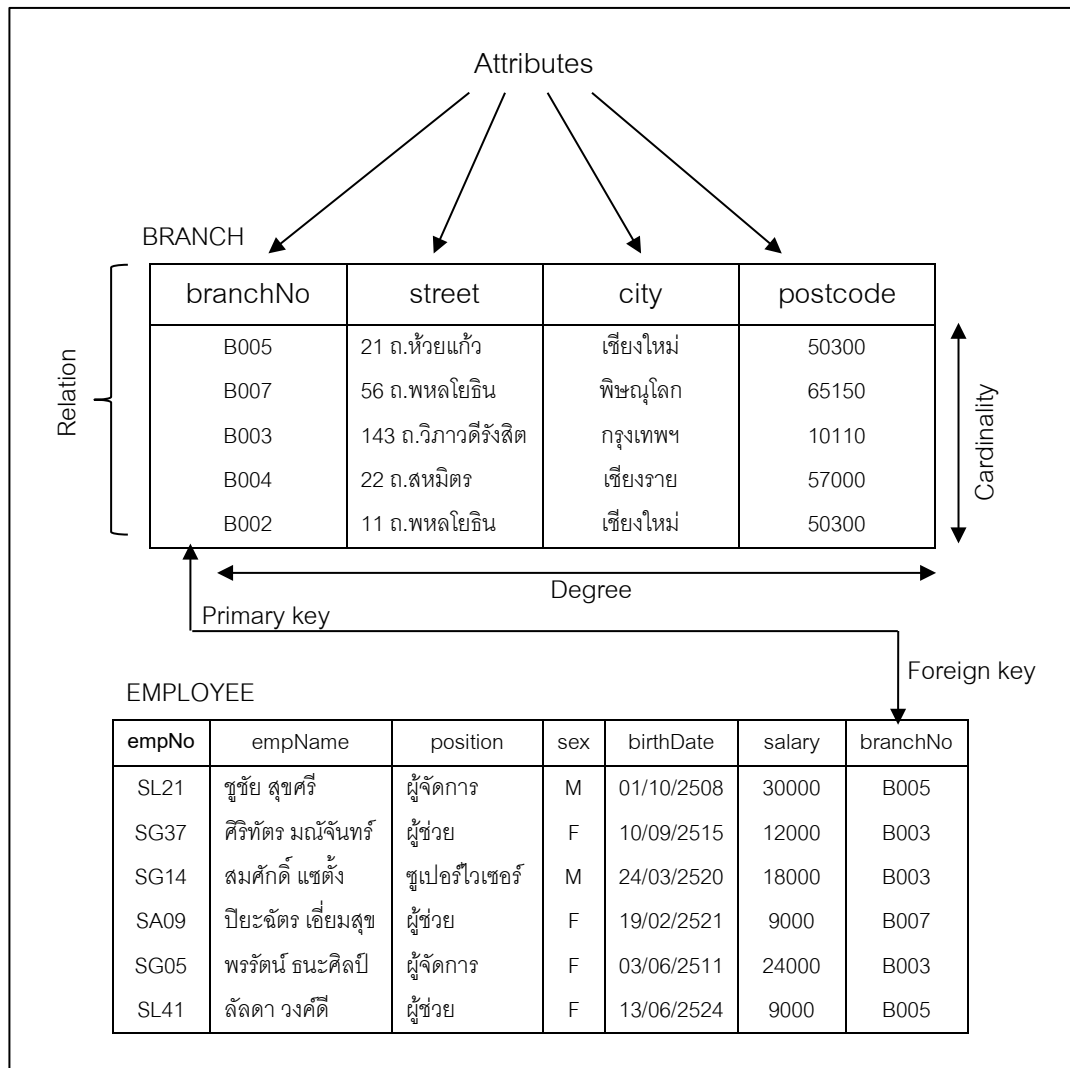 Attributes
BRANCH
branchNo street city postcode
B005 21 ถ.ห้วยแก้ว เชียงใหม่ 50300
B007 56 ถ.พหลโยธิน พิษณุโลก 65150
B003 143 ถ.วิภาวดีรังสิต กรุงเทพฯ 10110
B004 22 ถ.สหมิตร เชียงราย 57000
B002 11 ถ.พหลโยธิน เชียงใหม่ 50300
Relation
Cardinality
Degree
Primary key
Foreign key
EMPLOYEE
empNo empName position sex birthDate salary branchNo
SL21 ชูชัย สุขศรี ผู้จัดการ M 01/10/2508 30000 B005
SG37 ศิริทัตร มณีจันทร์ ผู้ช่วย F 10/09/2515 12000 B003
SG14 สมศักดิ์ แซตั้ง ซูเปอร์ไวเซอร์ M 24/03/2520 18000 B003
SA09 ปิยะฉัตร เอี่ยมสุข ผู้ช่วย F 19/02/2521 9000 B007
SG05 พรรัตน์ ธนะศิลป์ ผู้จัดการ F 03/06/2511 24000 B003
SL41 ลัลดา วงค์ดี ผู้ช่วย F 13/06/2524 9000 B005